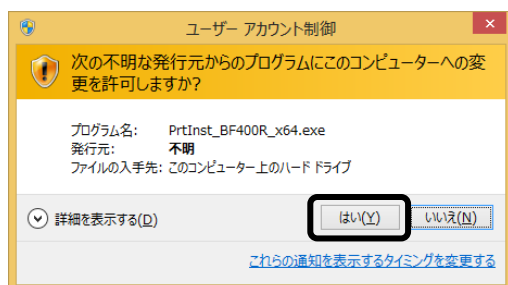 ユーザー アカウント制御
次の不明な発行元からのプログラムにこのコンピューターへの変
更を許可しますか?
プログラム名: PrtInst_BF400R_x64.exe
発行元: 不明
ファイルの入手先: このコンピューター上のハード ドライブ
詳細を表示する(D) はい(Y) いいえ(N)
これらの通知を表示するタイミングを変更する